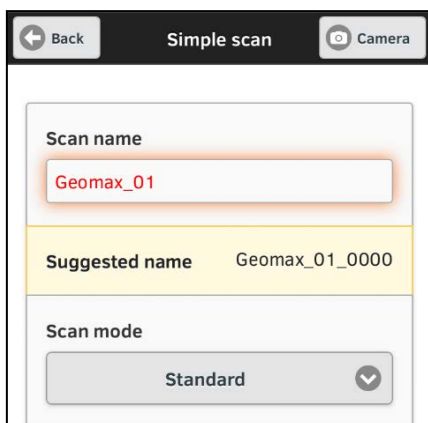 Back Simple scan Camera
Scan name
Geomax_01
Suggested name Geomax_01_0000
Scan mode
Standard